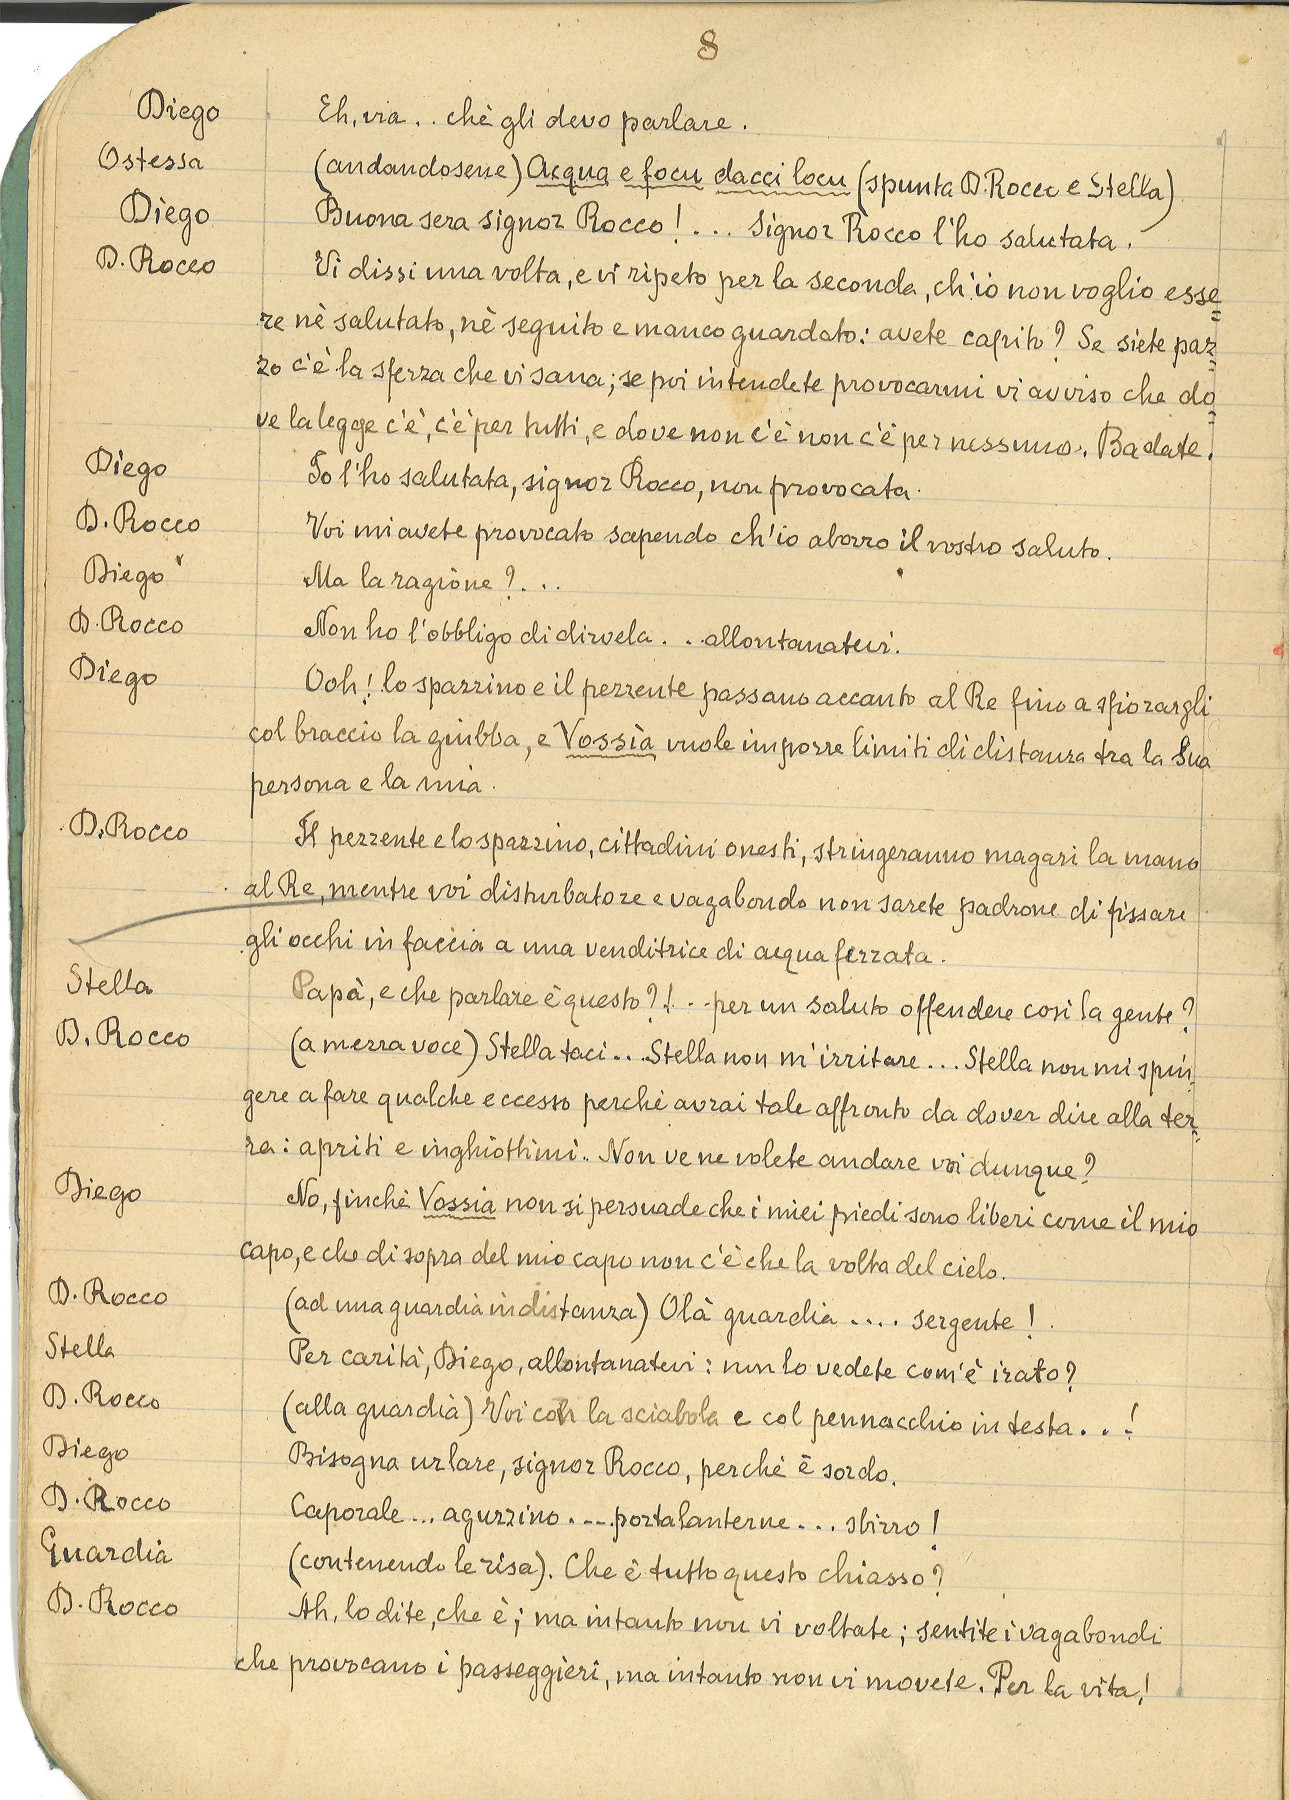 8
Diego Eh, via.. chè gli devo parlare.
Ostessa (andandosene) Acqua e focu dacci locu (spunta D. Rocco e Stella)
Diego Buona sera signor Rocco! ... Signor Rocco l'ho salutata.
D. Rocco Vi dissi una volta, e vi ripeto per la seconda, ch'io non voglio esse=
re nè salutato, nè seguito e manco guardato: avete capito? Se siete paz=
zo c'è la sferza che vi sana; se poi intendete provocarmi vi avviso che do=
ve la legge c'è, c'è per tutti, e dove non c'è non c'è per nessuno. Badate.
Diego Io l'ho salutata, signor Rocco, non provocata.
D. Rocco Voi mi avete provocato sapendo ch'io aborro il vostro saluto.
Diego Ma la ragione? ...
D. Rocco Non ho l'obbligo di dirvela ... allontanatevi.
Diego Ooh! lo spazzino e il pezzente passano accanto al Re fino a sfiorargli
col braccio la giubba, e Vossìa vuole imporre limiti di distanza tra la Sua
persona e la mia.
D. Rocco Il pezzente e lo spazzino, cittadini onesti, stringeranno magari la mano
al Re, mentre voi disturbatore e vagabondo non sarete padrone di fissare
gli occhi in faccia a una venditrice di acqua ferrata.
Stella Papà, e che parlare è questo?! .. per un saluto offendere così la gente?
D. Rocco (a mezza voce) Stella taci... Stella non m'irritare... Stella non mi spin=
gere a fare qualche eccesso perchè avrai tale affronto da dover dire alla ter=
ra: apriti e inghiottimi.. Non ve ne volete andare voi dunque?
Diego No, finchè Vossia non si persuade che i miei piedi sono liberi come il mio
capo, e che di sopra del mio capo non c'è che la volta del cielo.
D. Rocco (ad una guardia in distanza) Olà guardia .... sergente!
Stella Per carità, Diego, allontanatevi: non lo vedete com'è irato?
D. Rocco (alla guardia) Voi con la sciabola e col pennacchio in testa...!
Diego Bisogna urlare, signor Rocco, perchè è sordo.
D. Rocco Caporale... aguzzino .... portalanterne ... sbirro!
Guardia (contenendo le risa). Che è tutto questo chiasso?
D. Rocco Ah, lo dite, che è; ma intanto non vi voltate; sentite i vagabondi
che provocano i passeggieri, ma intanto non vi movete. Per la vita!